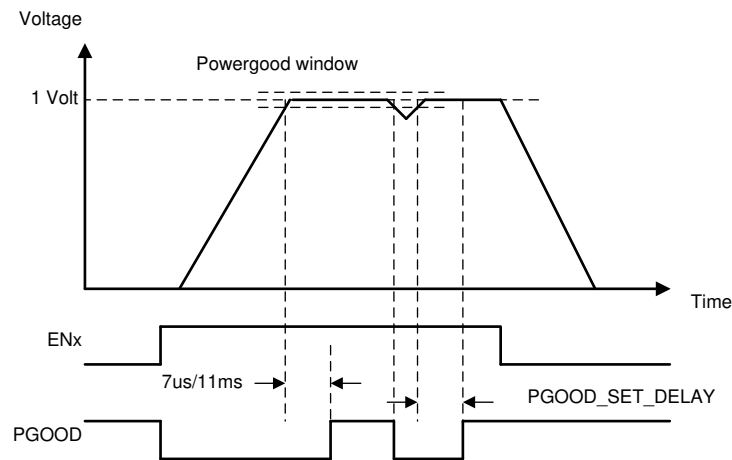 Voltage
Powergood window
1 Volt
Time
ENx
7us/11ms
PGOOD_SET_DELAY
PGOOD